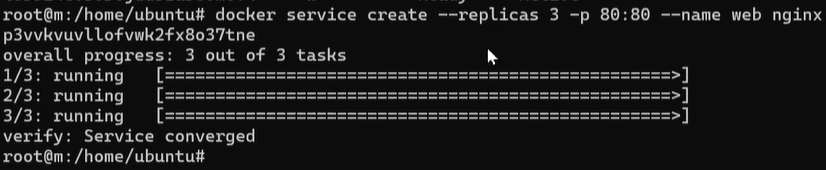 root@m:/home/ubuntu# docker service create --replicas 3 -p 80:80 --name web nginx
p3vvkvuvllofvwk2fx8o37tne
overall progress: 3 out of 3 tasks
1/3: running   [==================================================>]
2/3: running   [==================================================>]
3/3: running   [==================================================>]
verify: Service converged
root@m:/home/ubuntu#